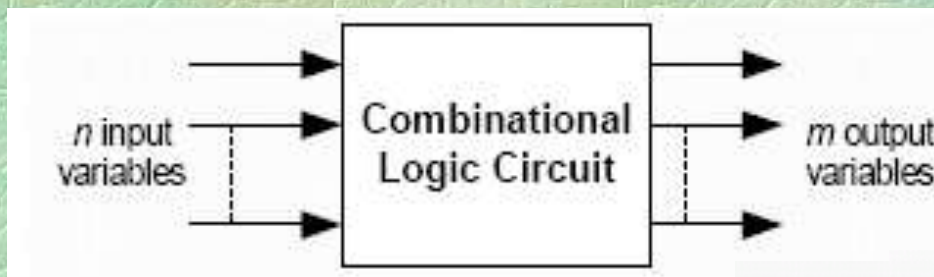 n input
variables
Combinational
Logic Circuit
m output
variables